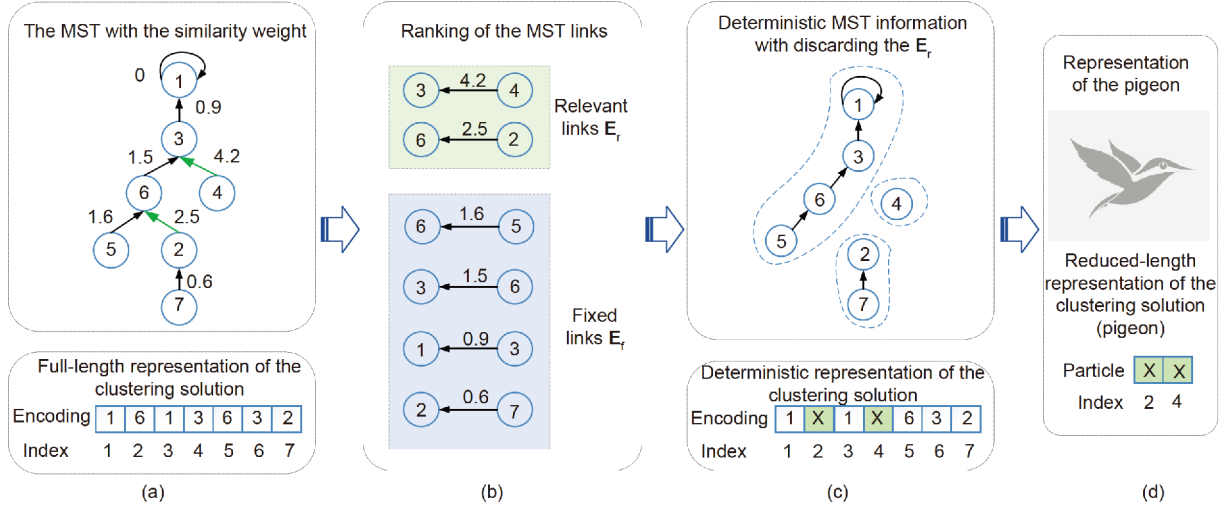 The MST with the similarity weight
0
1
0.9
3
1.5
4.2
6
4
1.6
2.5
5
2
0.6
7
Full-length representation of the
clustering solution
Encoding 1 6 1 3 6 3 2
Index 1 2 3 4 5 6 7
(a)
Ranking of the MST links
3 4.2 4
6 2.5 2
Relevant
links Er
6 1.6 5
3 1.5 6
1 0.9 3
2 0.6 7
Fixed
links Ef
(b)
Deterministic MST information
with discarding the Er
1
3
6
4
5
2
7
Deterministic representation of the
clustering solution
Encoding 1 X 1 X 6 3 2
Index 1 2 3 4 5 6 7
(c)
Representation
of the pigeon
Reduced-length
representation of the
clustering solution
(pigeon)
Particle X X
Index 2 4
(d)